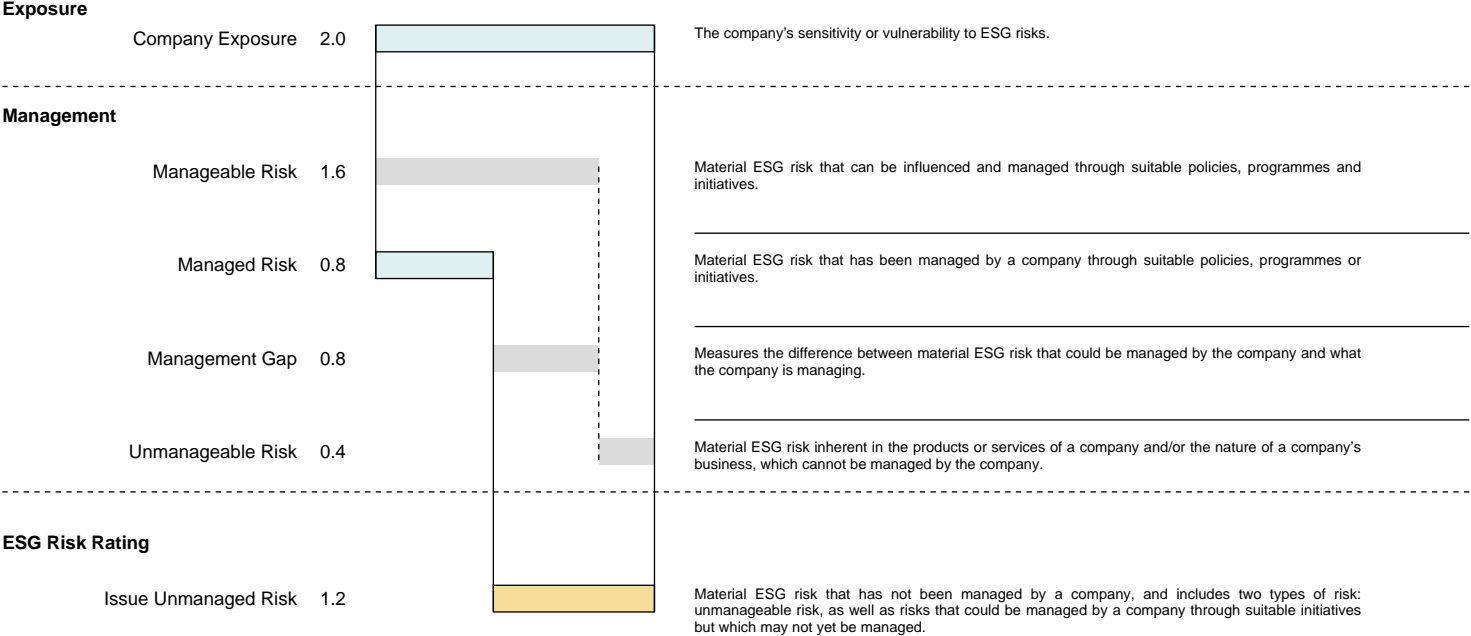 Exposure
Company Exposure 2.0
The company's sensitivity or vulnerability to ESG risks.
Management
Manageable Risk 1.6
Material ESG risk that can be influenced and managed through suitable policies, programmes and
initiatives.
Managed Risk 0.8
Material ESG risk that has been managed by a company through suitable policies, programmes or
initiatives.
Management Gap 0.8
Measures the difference between material ESG risk that could be managed by the company and what
the company is managing.
Unmanageable Risk 0.4
Material ESG risk inherent in the products or services of a company and/or the nature of a company's
business, which cannot be managed by the company.
ESG Risk Rating
Issue Unmanaged Risk 1.2
Material ESG risk that has not been managed by a company, and includes two types of risk:
unmanageable risk, as well as risks that could be managed by a company through suitable initiatives
but which may not yet be managed.